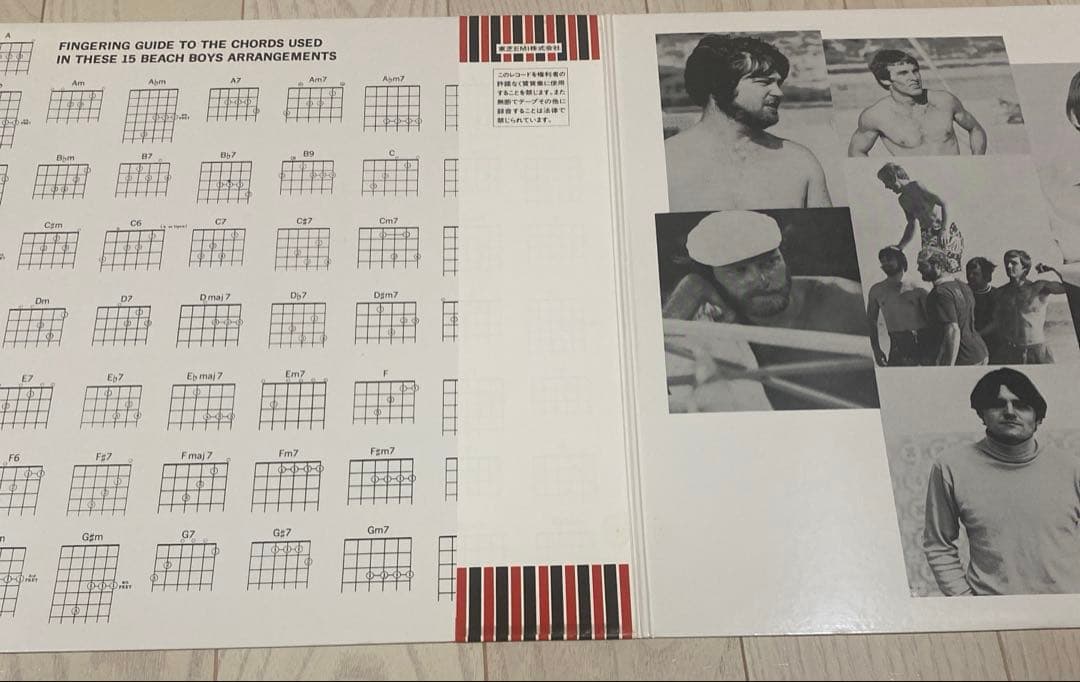 FINGERING GUIDE TO THE CHORDS USED
IN THESE 15 BEACH BOYS ARRANGEMENTS
A
Am
A♭m
A7
Am7
A♭m7
B♭m
B7
B♭7
B9
C
C♯m
C6
C7
C♯7
Cm7
Dm
D7
D maj 7
D♭7
D♯m7
E7
E♭7
E♭ maj 7
Em7
F
F6
F♯7
F maj 7
Fm7
F♯m7
G♯m
G7
G♯7
Gm7
東芝EMI株式会社
このレコードを権利者の
許諾なく賃貸業に使用
することを禁じます。また
無断でテープその他に
録音することは法律で
禁じられています。